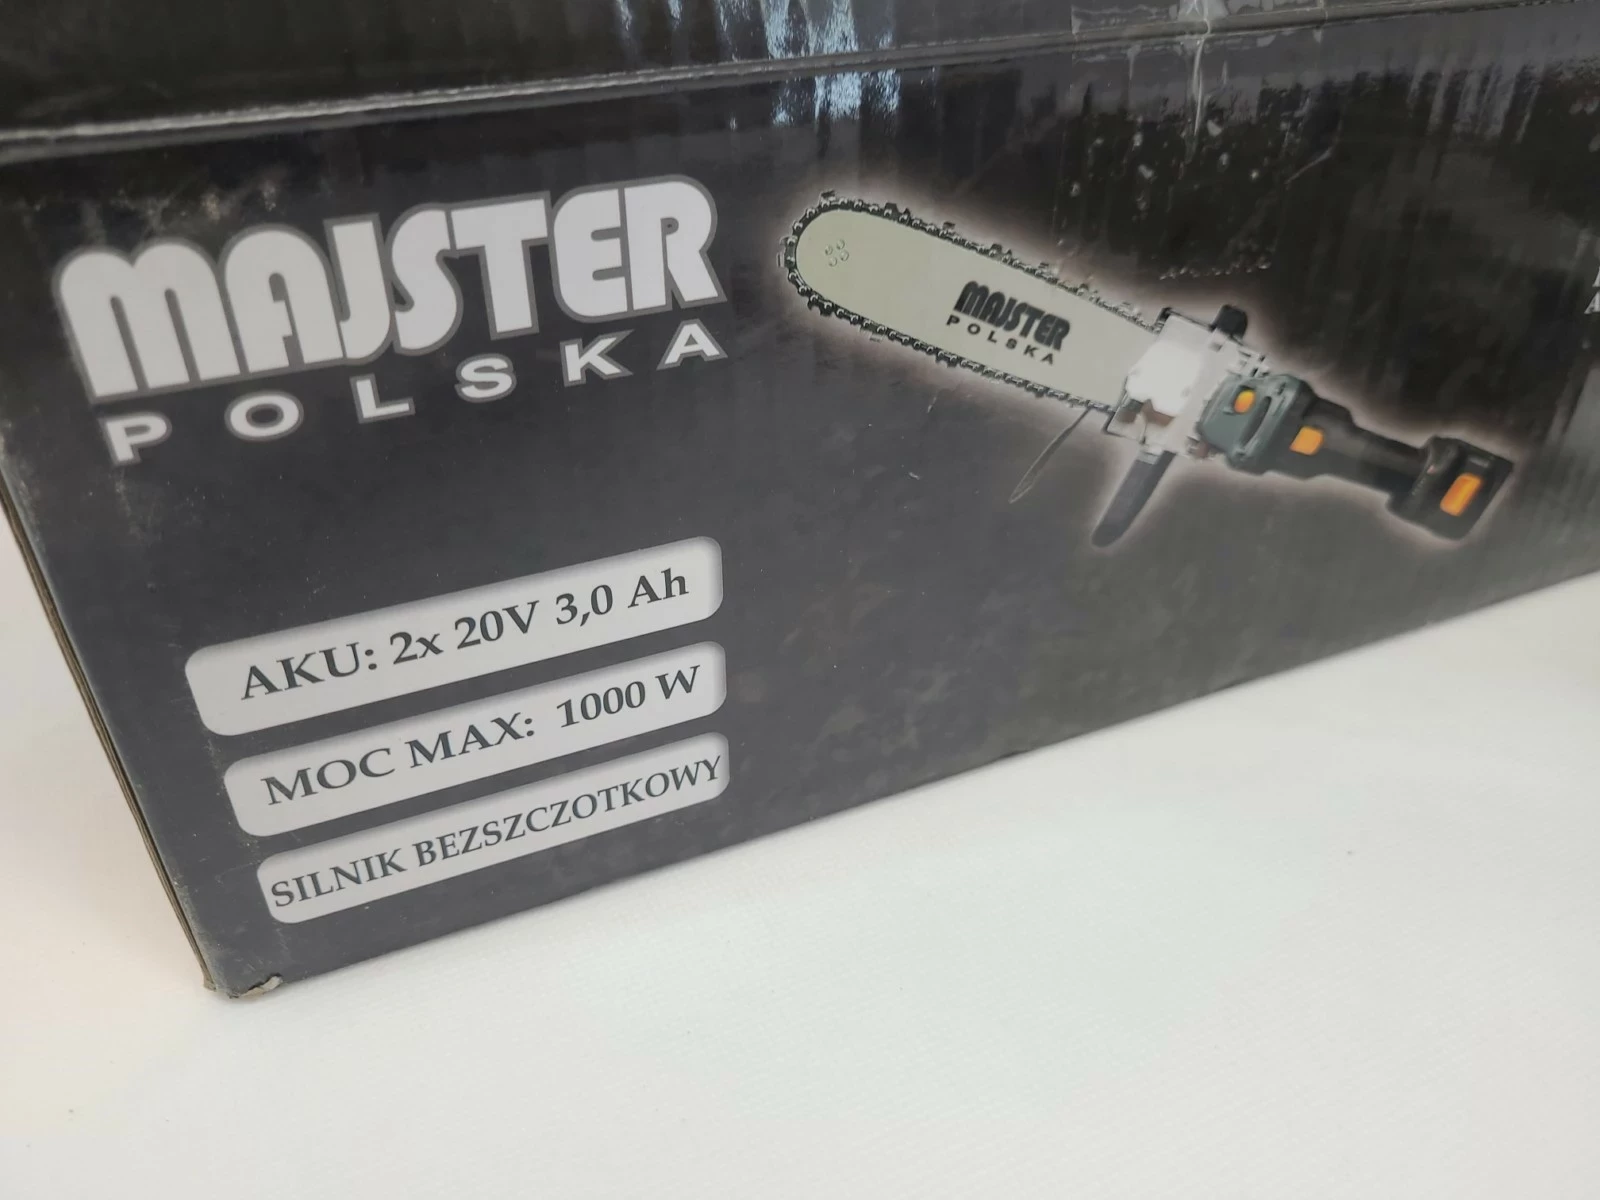 MAJSTER
POLSKA
MAJSTER
POLSKA
AKU: 2x 20V 3,0 Ah
MOC MAX: 1000 W
SILNIK BEZSZCZOTKOWY